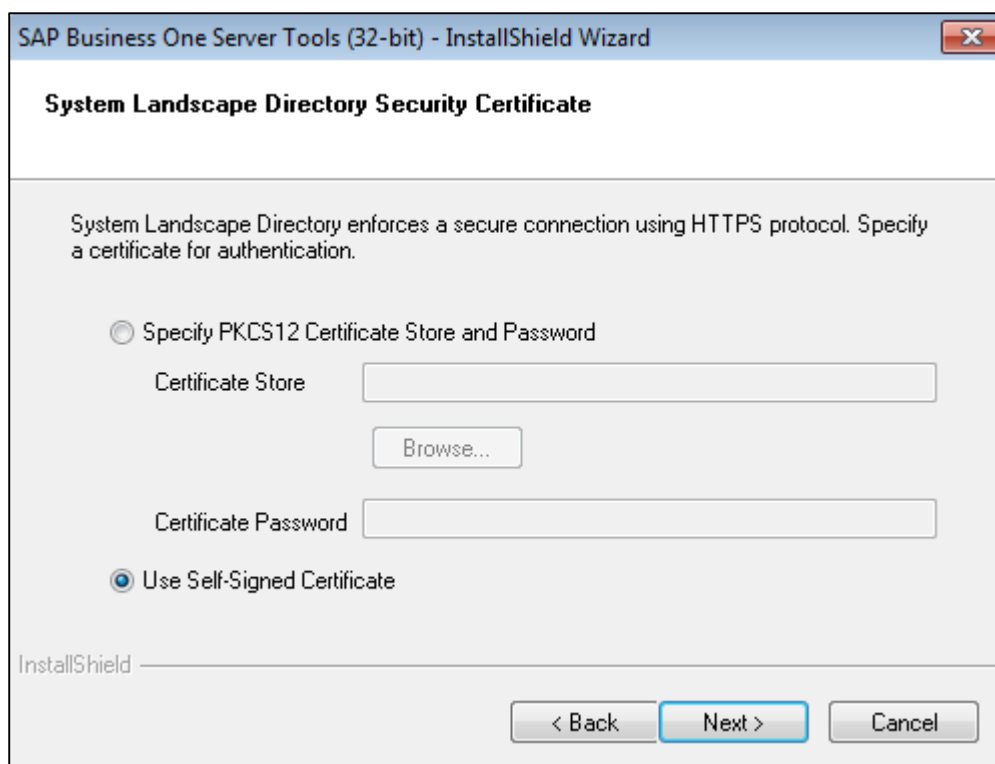 SAP Business One Server Tools (32-bit) - InstallShield Wizard
System Landscape Directory Security Certificate
System Landscape Directory enforces a secure connection using HTTPS protocol. Specify
a certificate for authentication.
Specify PKCS12 Certificate Store and Password
Certificate Store
Browse...
Certificate Password
Use Self-Signed Certificate
InstallShield
< Back Next > Cancel